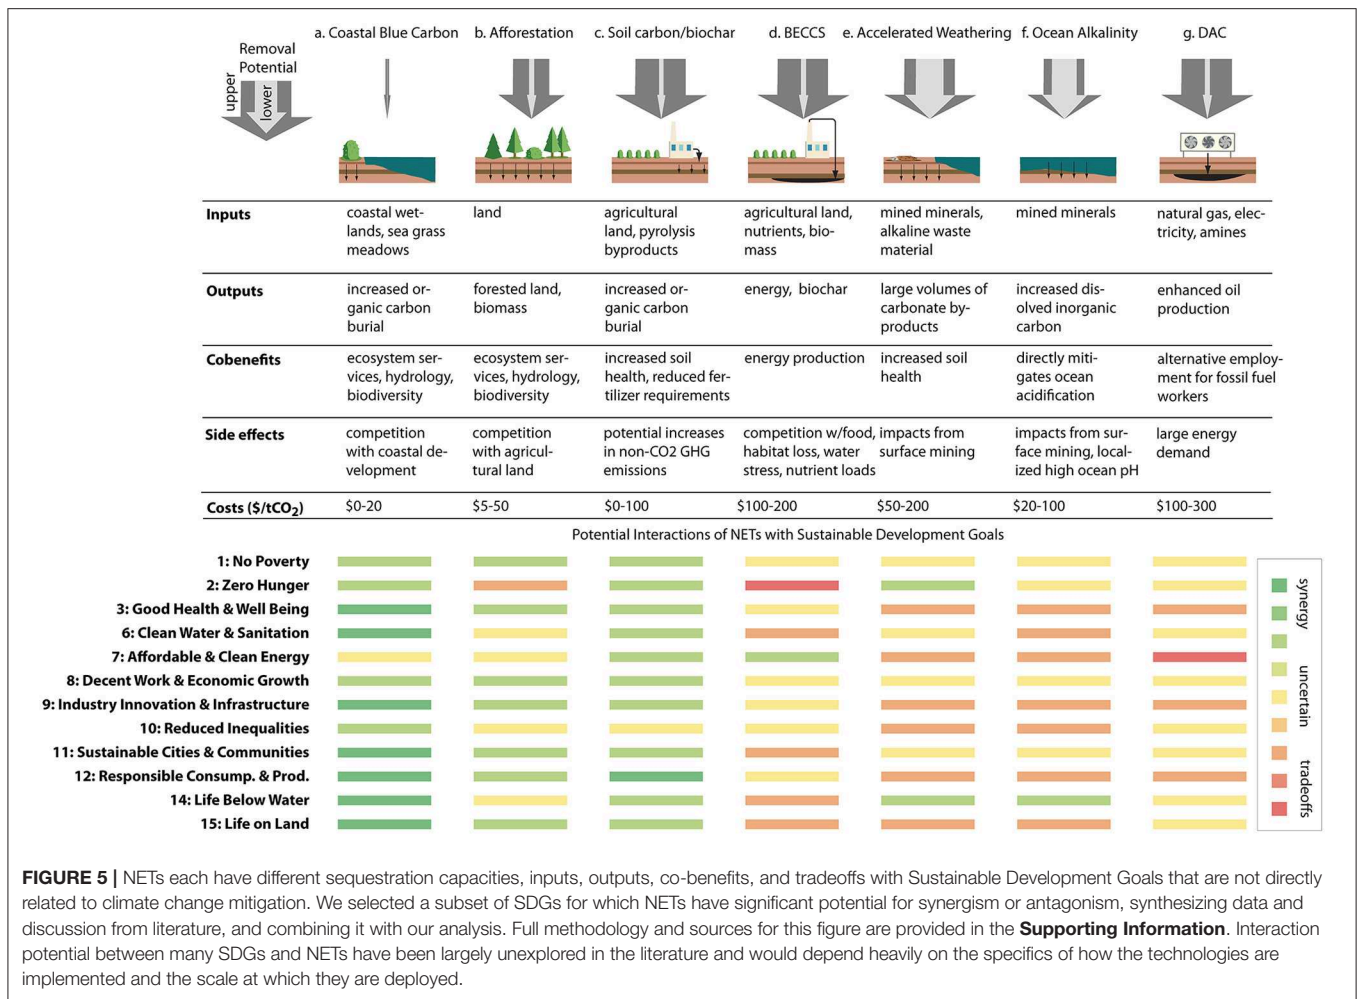 a. Coastal Blue Carbon b. Afforestation c. Soil carbon/biochar d. BECCS e. Accelerated Weathering f. Ocean Alkalinity g. DAC
Removal
Potential
upper
lower
Inputs
coastal wet-
lands, sea grass
meadows
land
agricultural
land, pyrolysis
byproducts
agricultural land,
nutrients, bio-
mass
mined minerals,
alkaline waste
material
mined minerals
natural gas, elec-
tricity, amines
Outputs
increased or-
ganic carbon
burial
forested land,
biomass
increased or-
ganic carbon
burial
energy, biochar
large volumes of
carbonate by-
products
increased dis-
olved inorganic
carbon
enhanced oil
production
Cobenefits
ecosystem ser-
vices, hydrology,
biodiversity
ecosystem ser-
vices, hydrology,
biodiversity
increased soil
health, reduced fer-
tilizer requirements
energy production
increased soil
health
directly miti-
gates ocean
acidification
alternative employ-
ment for fossil fuel
workers
Side effects
competition
with coastal de-
velopment
competition
with agricul-
tural land
potential increases
in non-CO2 GHG
emissions
competition w/food,
habitat loss, water
stress, nutrient loads
impacts from
surface mining
impacts from sur-
face mining, local-
ized high ocean pH
large energy
demand
Costs ($/tCO₂) $0-20 $5-50 $0-100 $100-200 $50-200 $20-100 $100-300
Potential Interactions of NETs with Sustainable Development Goals
1: No Poverty
2: Zero Hunger
3: Good Health & Well Being
6: Clean Water & Sanitation
7: Affordable & Clean Energy
8: Decent Work & Economic Growth
9: Industry Innovation & Infrastructure
10: Reduced Inequalities
11: Sustainable Cities & Communities
12: Responsible Consump. & Prod.
14: Life Below Water
15: Life on Land
synergy
uncertain
tradeoffs
FIGURE 5 | NETs each have different sequestration capacities, inputs, outputs, co-benefits, and tradeoffs with Sustainable Development Goals that are not directly
related to climate change mitigation. We selected a subset of SDGs for which NETs have significant potential for synergism or antagonism, synthesizing data and
discussion from literature, and combining it with our analysis. Full methodology and sources for this figure are provided in the Supporting Information. Interaction
potential between many SDGs and NETs have been largely unexplored in the literature and would depend heavily on the specifics of how the technologies are
implemented and the scale at which they are deployed.